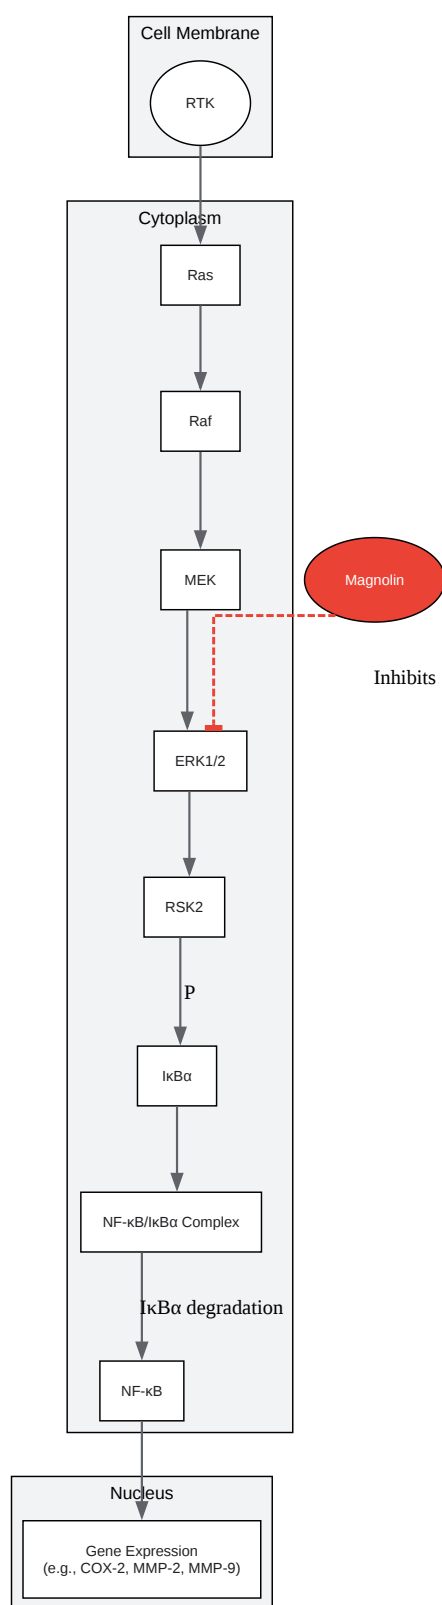 Cell Membrane
RTK
Cytoplasm
Ras
Raf
MEK
Magnolin
Inhibits
ERK1/2
RSK2
P
IκBα
NF-κB/IκBα Complex
IκBα degradation
NF-κB
Nucleus
Gene Expression
(e.g., COX-2, MMP-2, MMP-9)